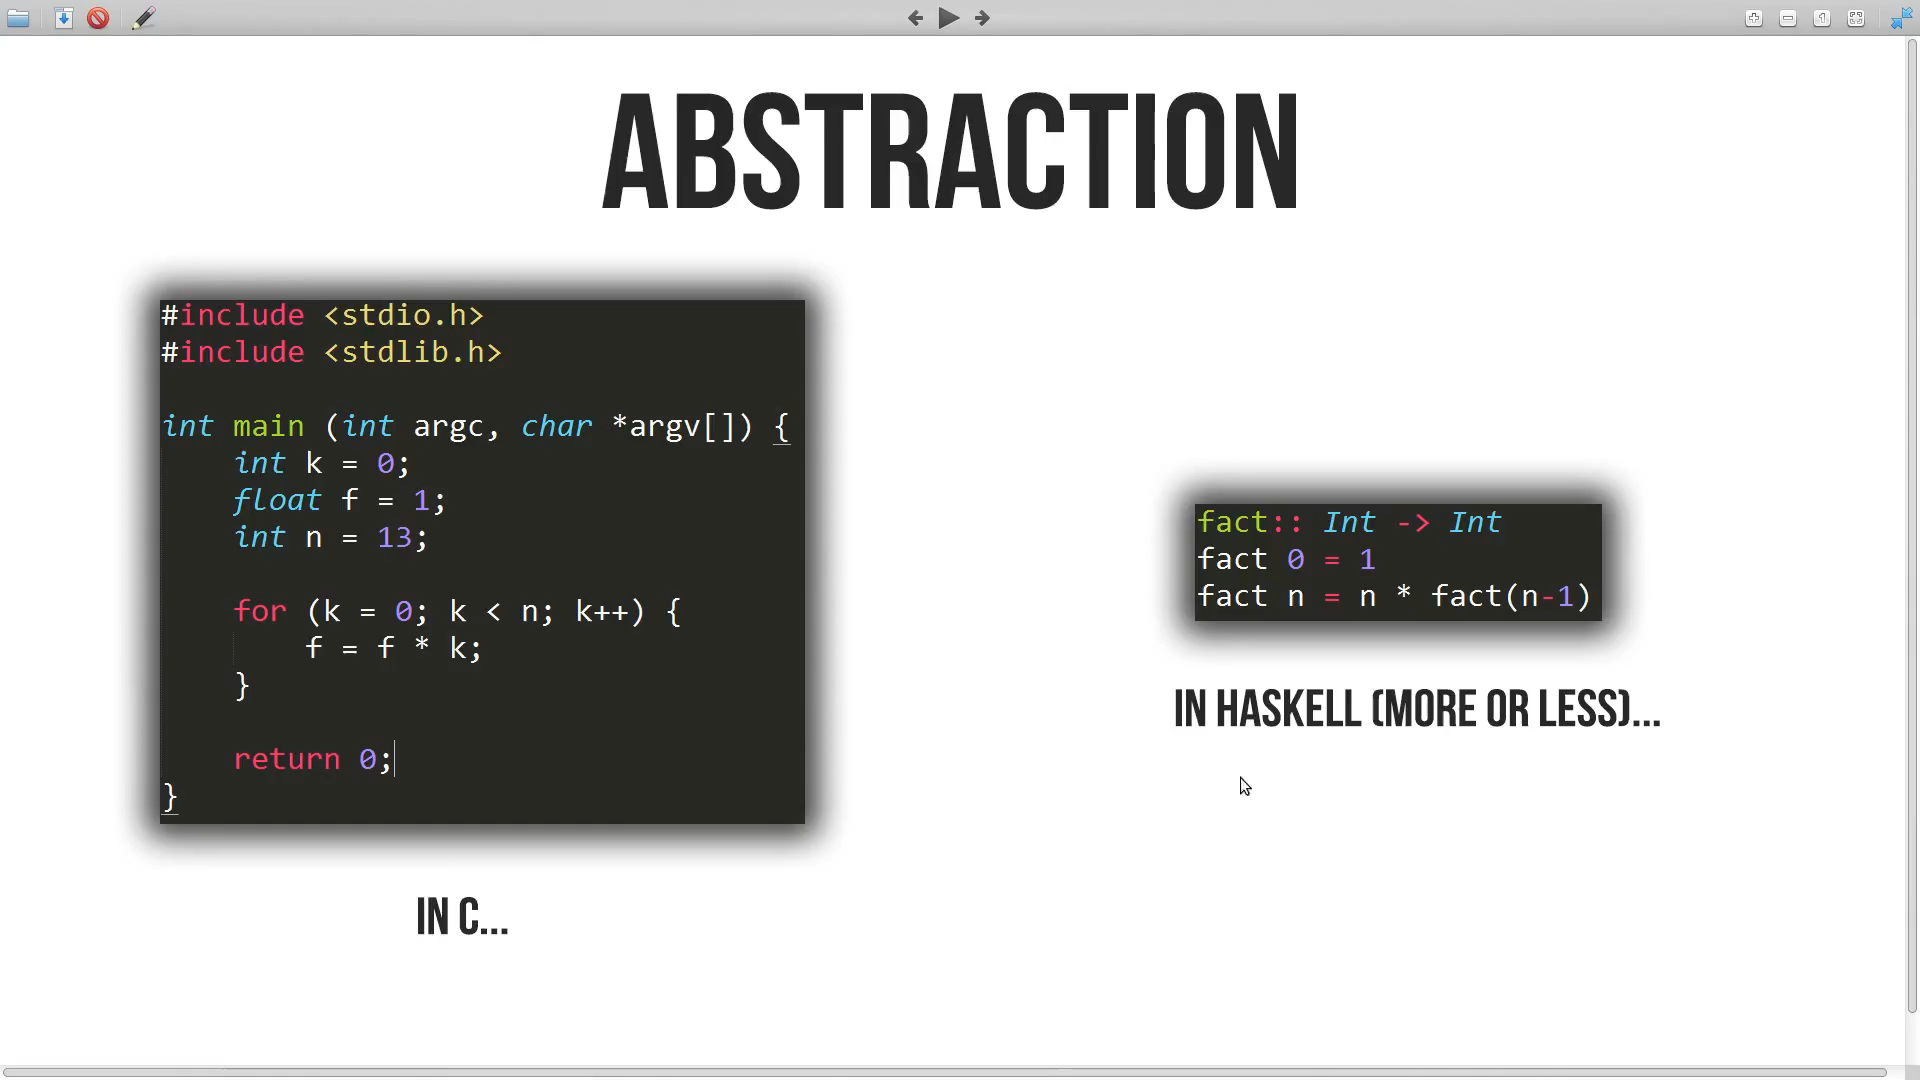 ABSTRACTION
#include <stdio.h>
#include <stdlib.h>
int main (int argc, char *argv[]) {
    int k = 0;
    float f = 1;
    int n = 13;
    for (k = 0; k < n; k++) {
        f = f * k;
    }
    return 0;
}
IN C...
fact:: Int -> Int
fact 0 = 1
fact n = n * fact(n-1)
IN HASKELL (MORE OR LESS)...